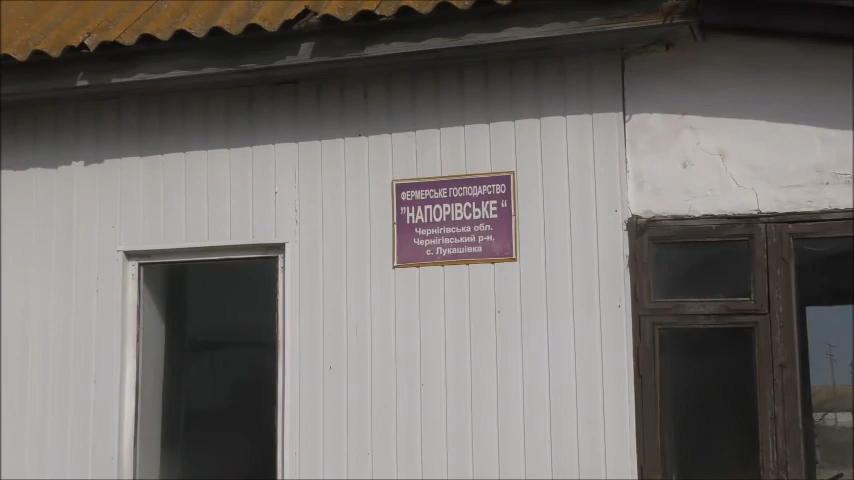 ФЕРМЕРСЬКЕ ГОСПОДАРСТВО
"НАПОРІВСЬКЕ "
Чернігівська обл.
Чернігівський р-н,
с. Лукашівка